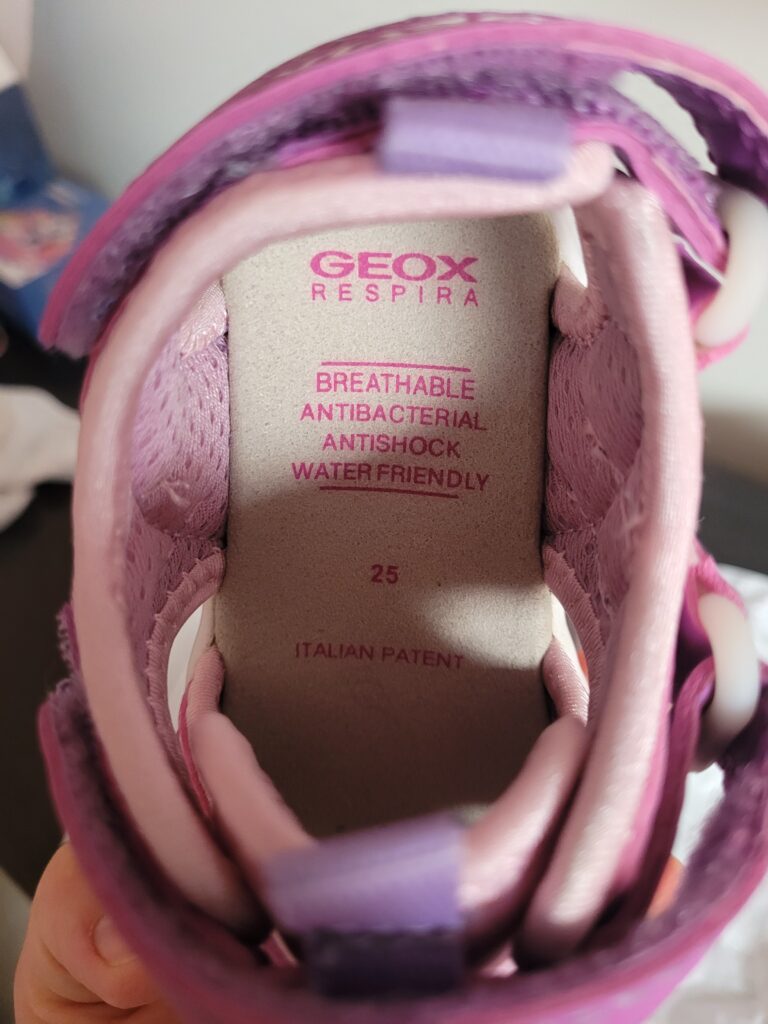 GEOX
RESPIRA
BREATHABLE
ANTIBACTERIAL
ANTISHOCK
WATER FRIENDLY
25
ITALIAN PATENT